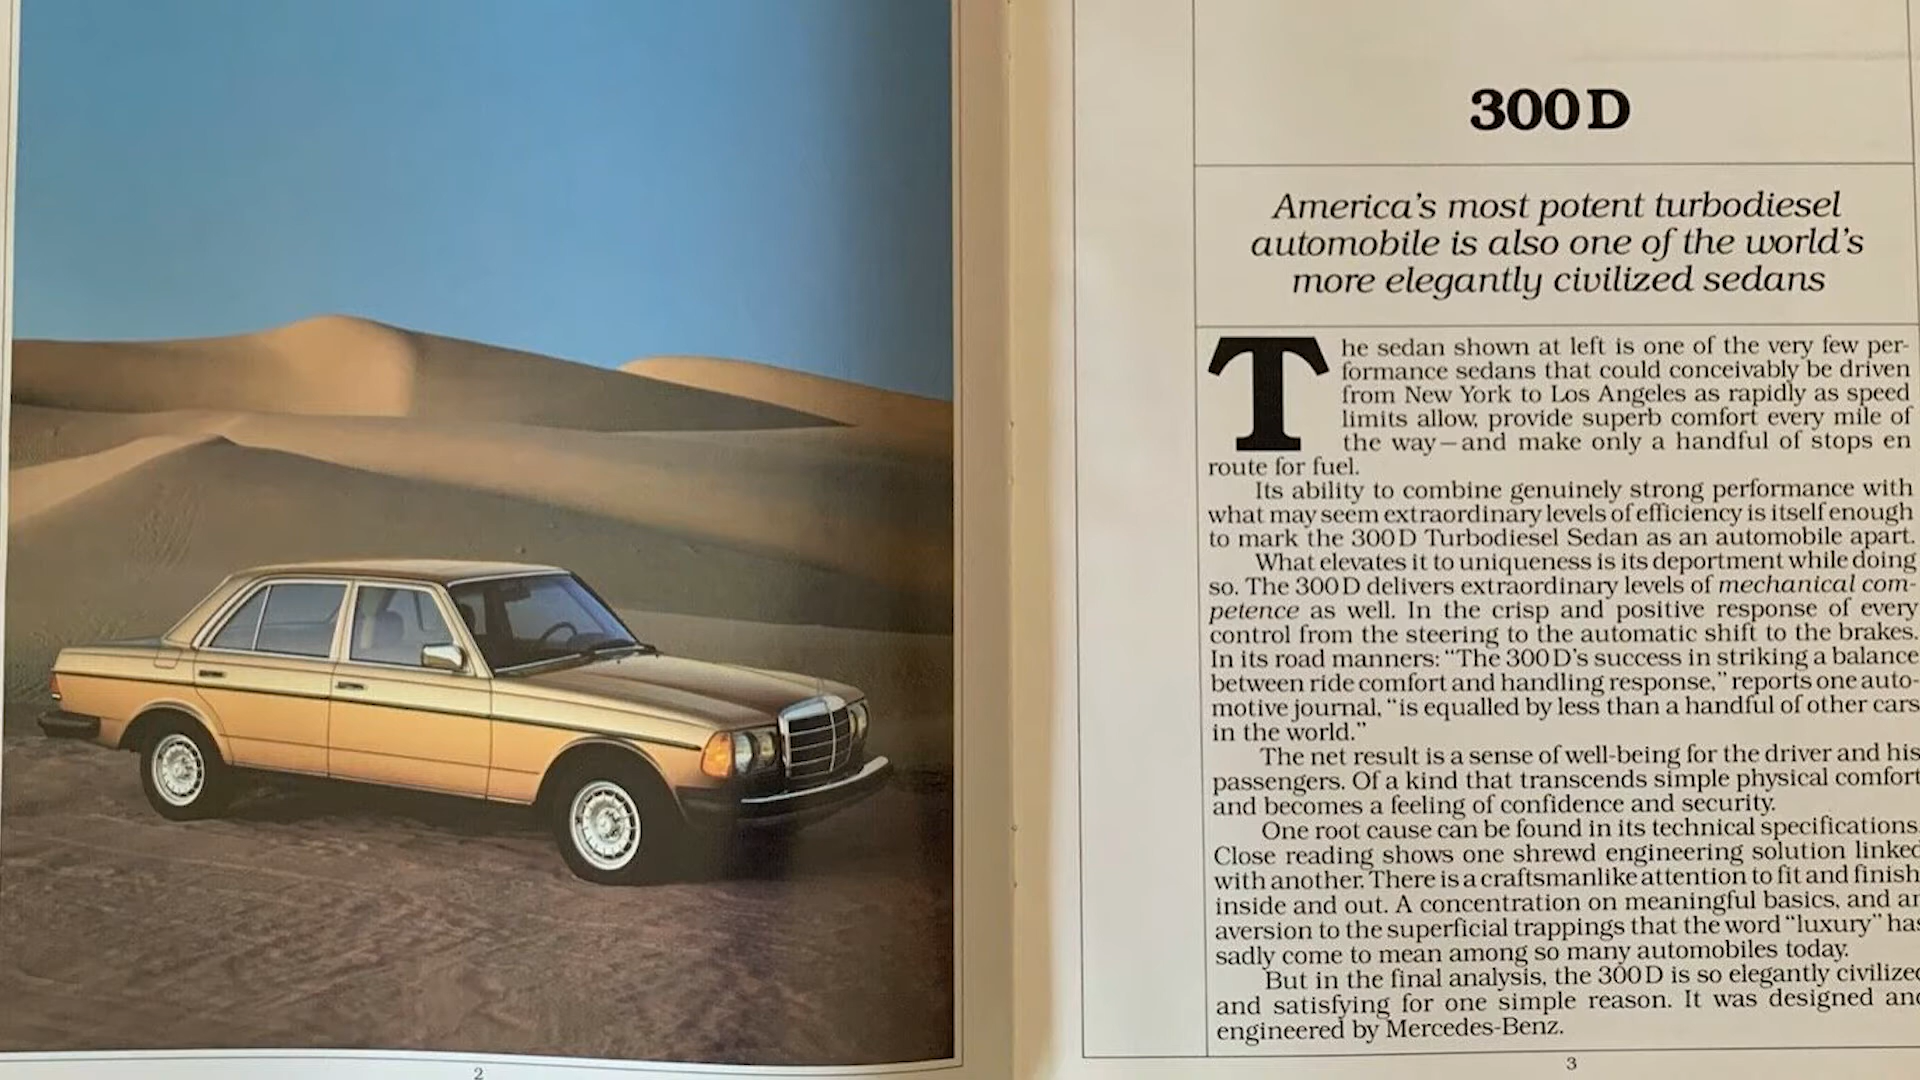 300D
America's most potent turbodiesel
automobile is also one of the world's
more elegantly civilized sedans
The sedan shown at left is one of the very few per-
formance sedans that could conceivably be driven
from New York to Los Angeles as rapidly as speed
limits allow, provide superb comfort every mile of
the way—and make only a handful of stops en
route for fuel.
Its ability to combine genuinely strong performance with
what may seem extraordinary levels of efficiency is itself enough
to mark the 300D Turbodiesel Sedan as an automobile apart.
What elevates it to uniqueness is its deportment while doing
so. The 300D delivers extraordinary levels of mechanical com-
petence as well. In the crisp and positive response of every
control from the steering to the automatic shift to the brakes.
In its road manners: "The 300D's success in striking a balance
between ride comfort and handling response," reports one auto-
motive journal, "is equalled by less than a handful of other cars
in the world."
The net result is a sense of well-being for the driver and his
passengers. Of a kind that transcends simple physical comfort
and becomes a feeling of confidence and security.
One root cause can be found in its technical specifications.
Close reading shows one shrewd engineering solution linked
with another. There is a craftsmanlike attention to fit and finish
inside and out. A concentration on meaningful basics, and an
aversion to the superficial trappings that the word "luxury" has
sadly come to mean among so many automobiles today.
But in the final analysis, the 300D is so elegantly civilized
and satisfying for one simple reason. It was designed and
engineered by Mercedes-Benz.
2
3